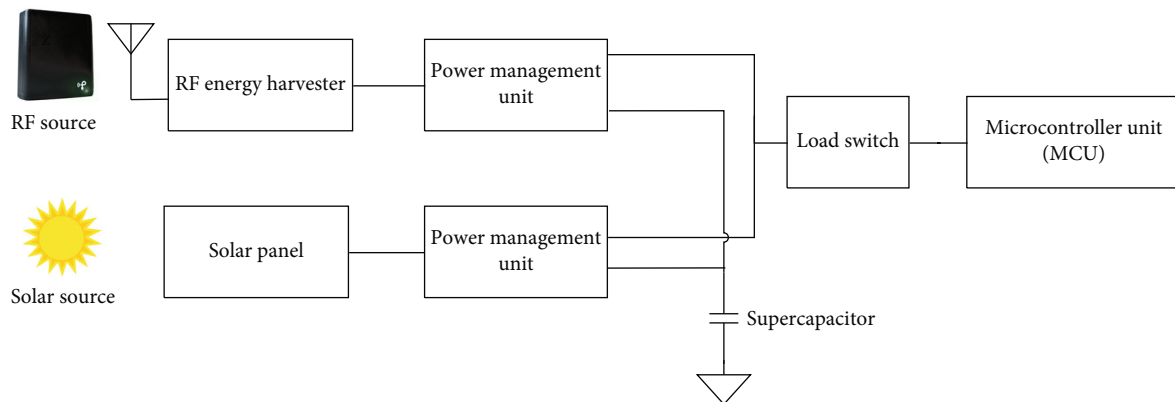 RF source
RF energy harvester
Power management
unit
Load switch
Microcontroller unit
(MCU)
Solar source
Solar panel
Power management
unit
Supercapacitor